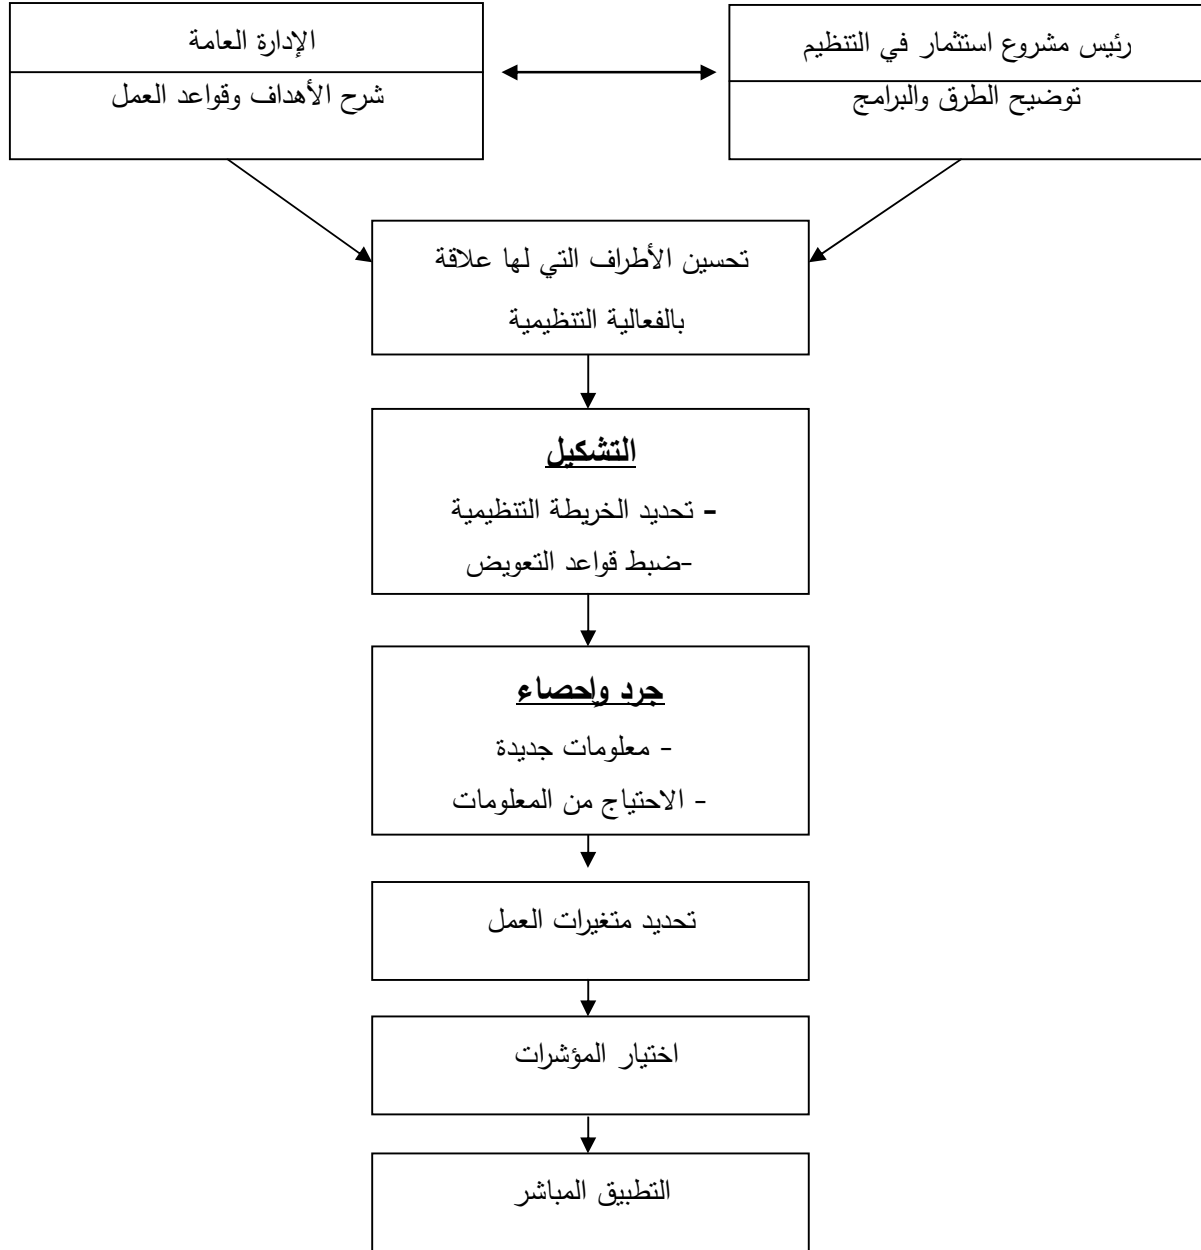 رئيس مشروع استثمار في التنظيم
توضيح الطرق والبرامج
الإدارة العامة
شرح الأهداف وقواعد العمل
تحسين الأطراف التي لها علاقة
بالفعالية التنظيمية
التشكيل
- تحديد الخريطة التنظيمية
-ضبط قواعد التعويض
جرد وإحصاء
- معلومات جديدة
- الاحتياج من المعلومات
تحديد متغيرات العمل
اختيار المؤشرات
التطبيق المباشر